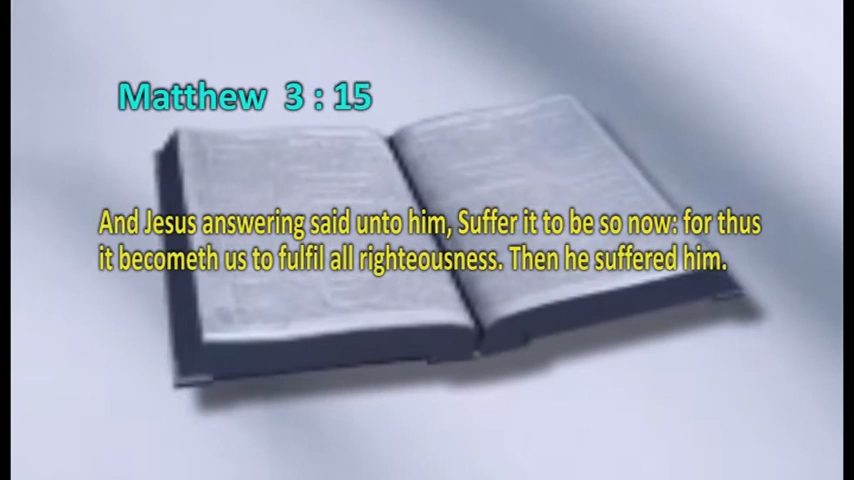 Matthew 3 : 15
And Jesus answering said unto him, Suffer it to be so now: for thus
it becometh us to fulfil all righteousness. Then he suffered him.